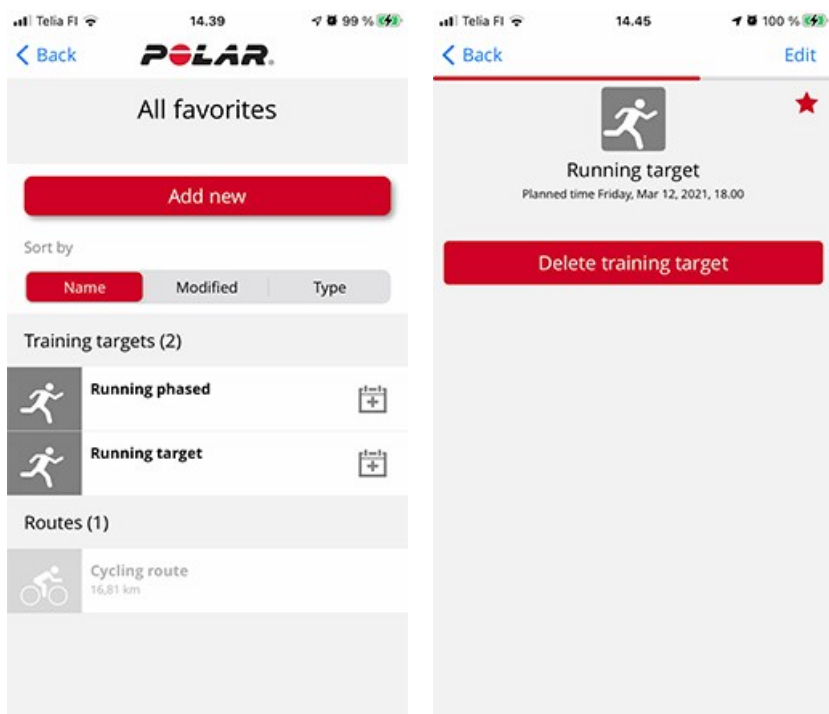 Telia FI 14.39 99 %
Back POLAR.
All favorites
Add new
Sort by
Name Modified Type
Training targets (2)
Running phased
Running target
Routes (1)
Cycling route
16,81 km
Telia FI 14.45 100 %
Back Edit
Running target
Planned time Friday, Mar 12, 2021, 18.00
Delete training target